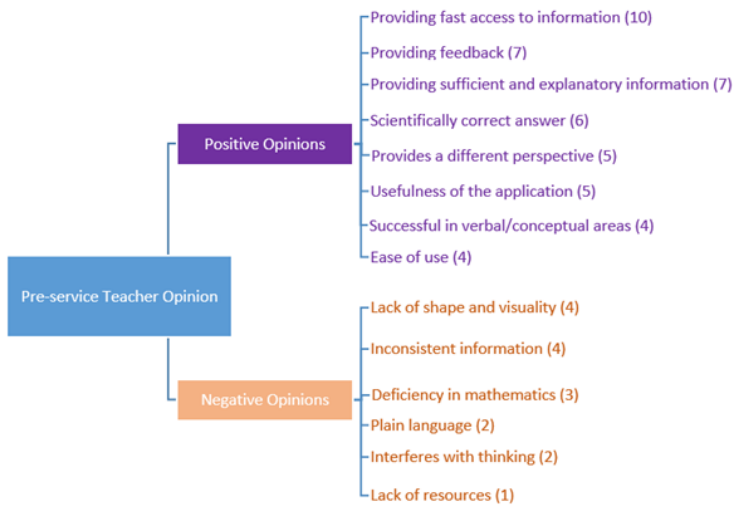 Pre-service Teacher Opinion
Positive Opinions
Providing fast access to information (10)
Providing feedback (7)
Providing sufficient and explanatory information (7)
Scientifically correct answer (6)
Provides a different perspective (5)
Usefulness of the application (5)
Successful in verbal/conceptual areas (4)
Ease of use (4)
Negative Opinions
Lack of shape and visuality (4)
Inconsistent information (4)
Deficiency in mathematics (3)
Plain language (2)
Interferes with thinking (2)
Lack of resources (1)